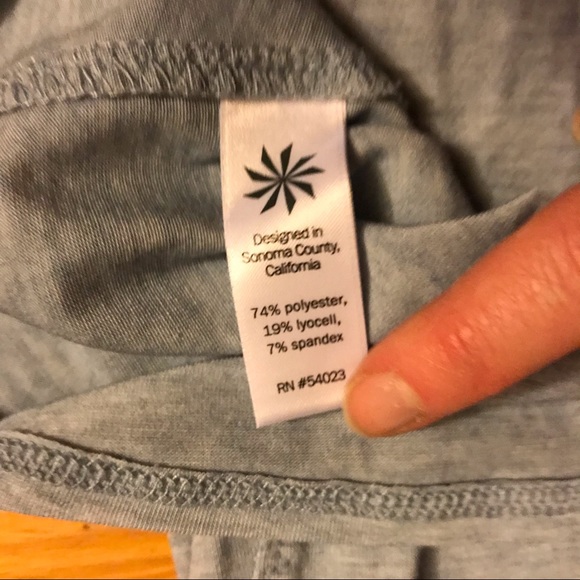 Designed in
Sonoma County,
California
74% polyester,
19% lyocell,
7% spandex
RN #54023